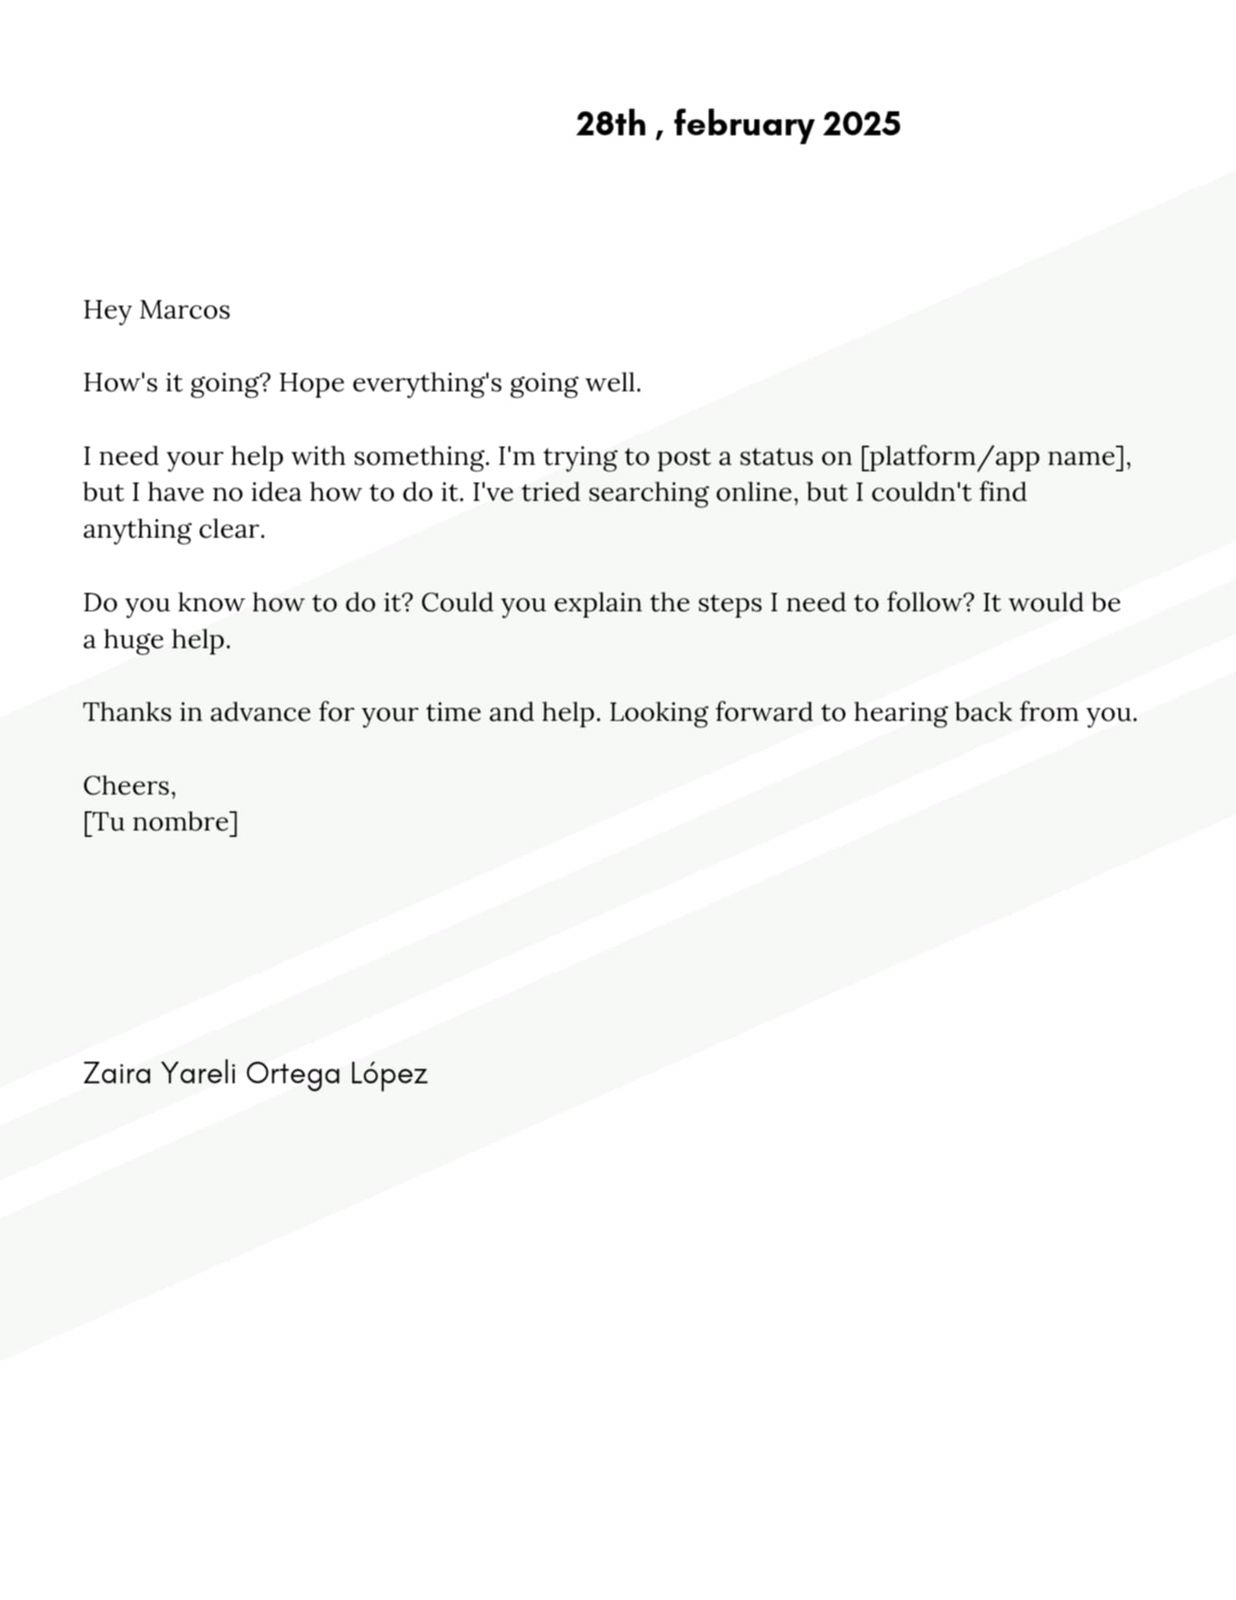 28th , february 2025
Hey Marcos
How's it going? Hope everything's going well.
I need your help with something. I'm trying to post a status on [platform/app name],
but I have no idea how to do it. I've tried searching online, but I couldn't find
anything clear.
Do you know how to do it? Could you explain the steps I need to follow? It would be
a huge help.
Thanks in advance for your time and help. Looking forward to hearing back from you.
Cheers,
[Tu nombre]
Zaira Yareli Ortega López